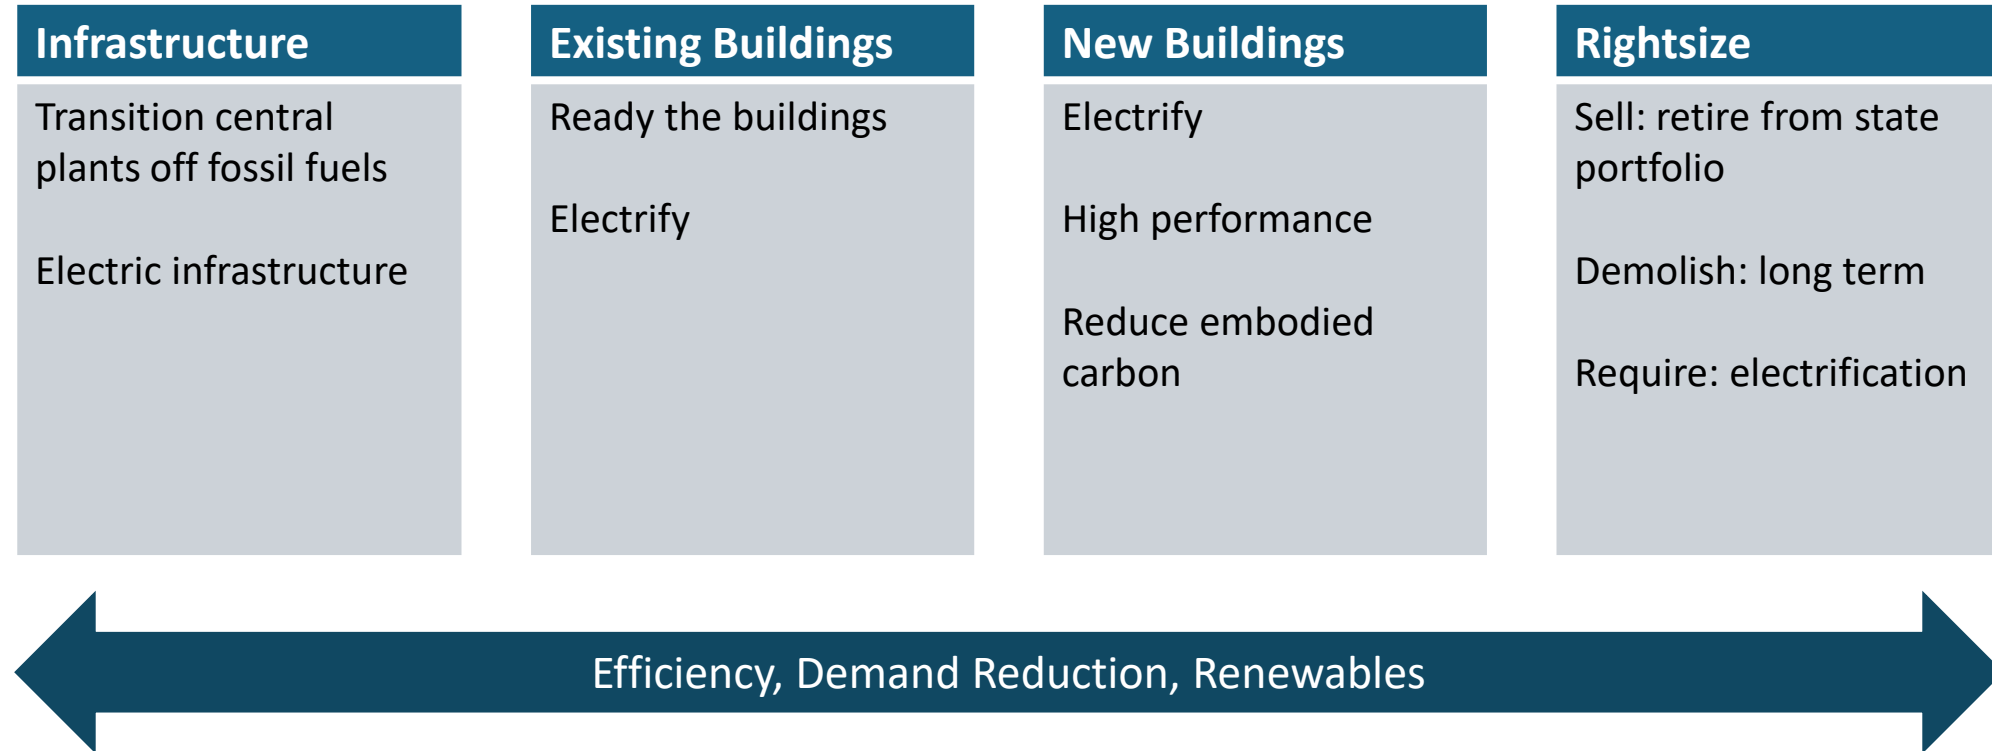 Infrastructure
Transition central
plants off fossil fuels
Electric infrastructure
Existing Buildings
Ready the buildings
Electrify
New Buildings
Electrify
High performance
Reduce embodied
carbon
Rightsize
Sell: retire from state
portfolio
Demolish: long term
Require: electrification
Efficiency, Demand Reduction, Renewables